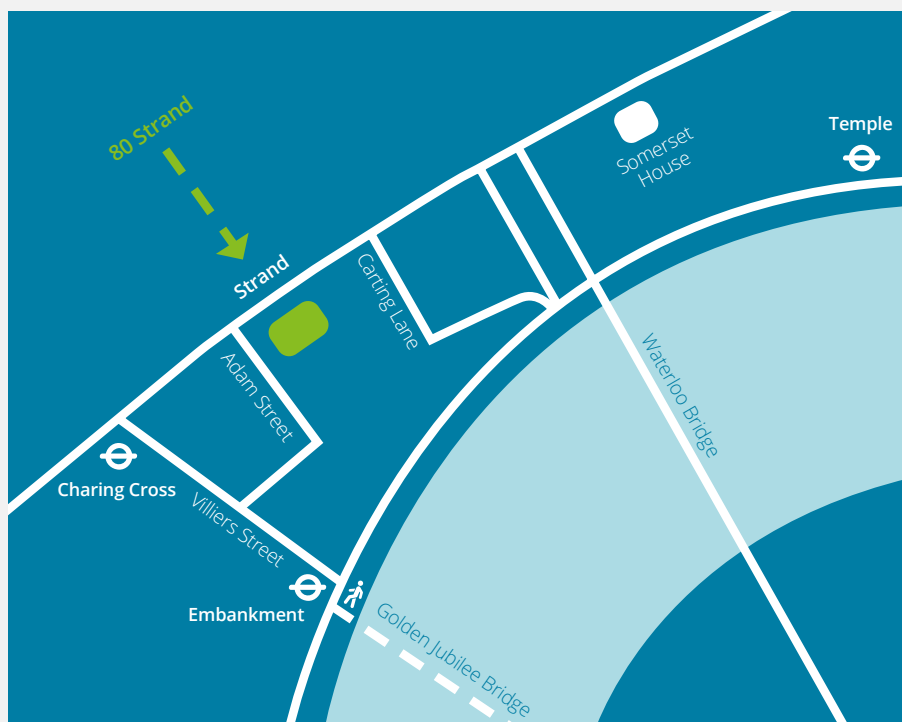 80 Strand
Temple
Somerset
House
Strand
Carting Lane
Adam Street
Waterloo Bridge
Charing Cross
Villiers Street
Embankment
Golden Jubilee Bridge